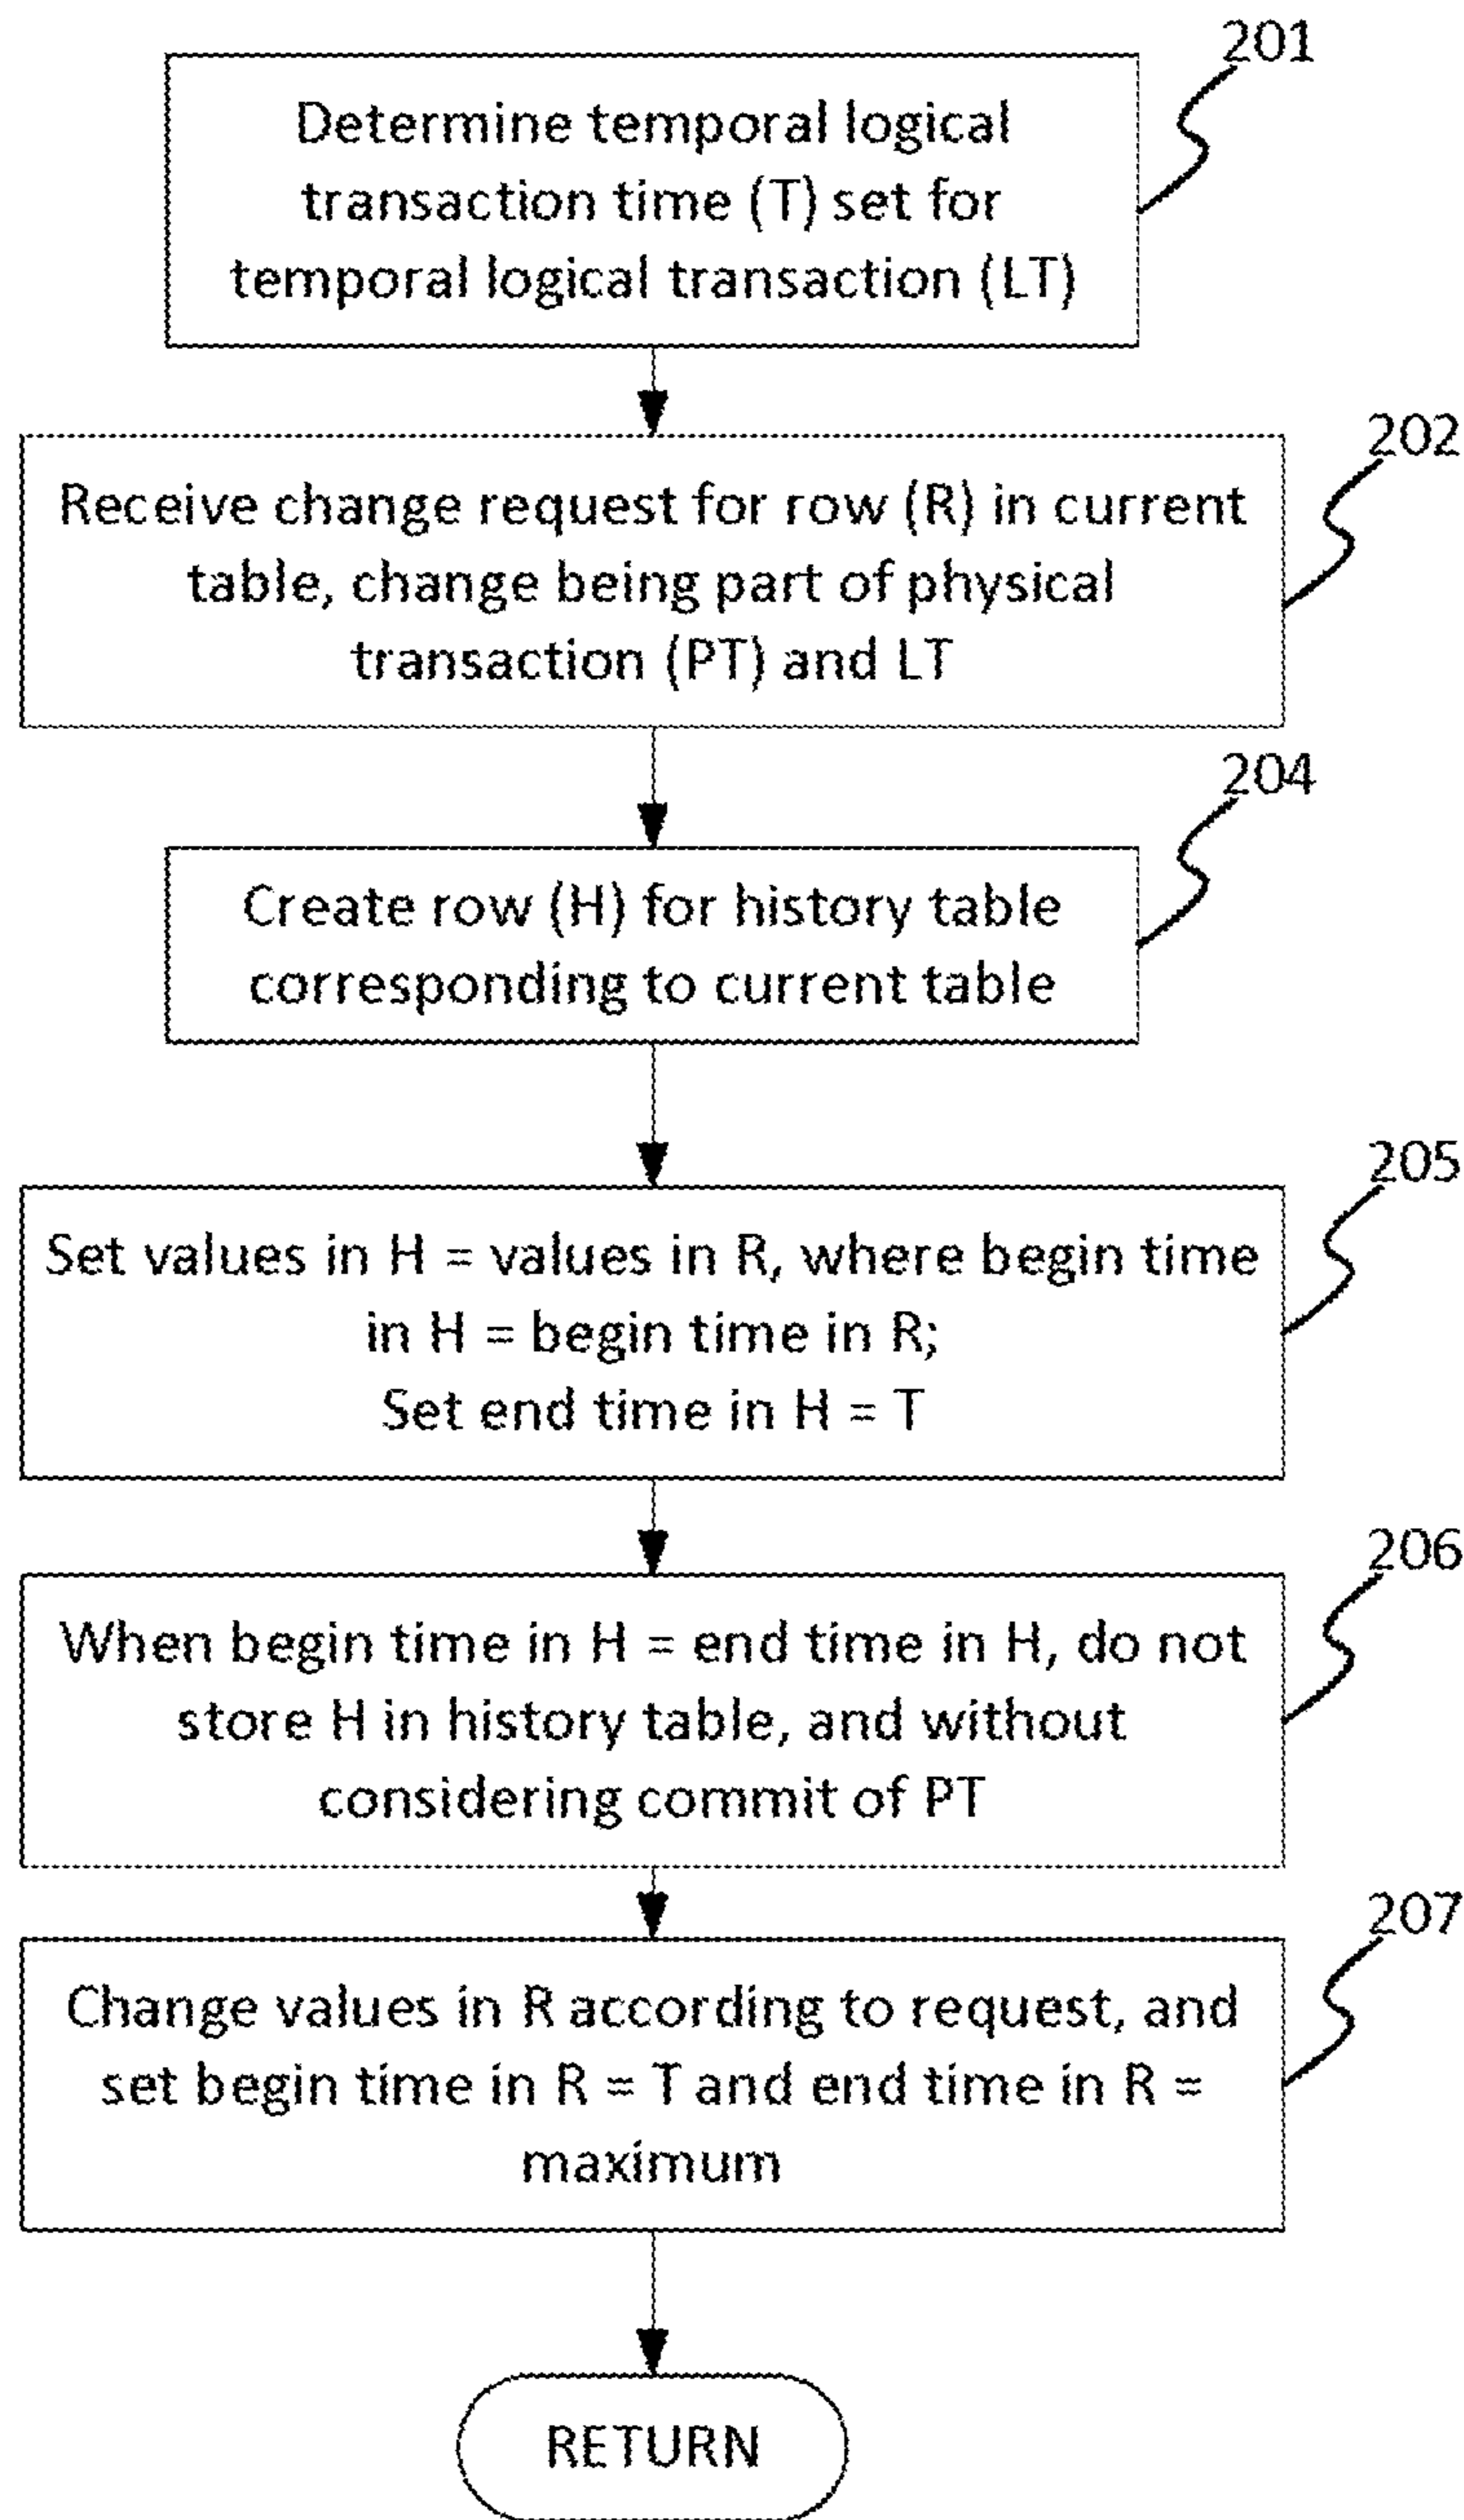 201
Determine temporal logical
transaction time (T) set for
temporal logical transaction (LT)
202
Receive change request for row (R) in current
table, change being part of physical
transaction (PT) and LT
204
Create row (H) for history table
corresponding to current table
205
Set values in H = values in R, where begin time
in H = begin time in R;
Set end time in H = T
206
When begin time in H = end time in H, do not
store H in history table, and without
considering commit of PT
207
Change values in R according to request, and
set begin time in R = T and end time in R =
maximum
RETURN